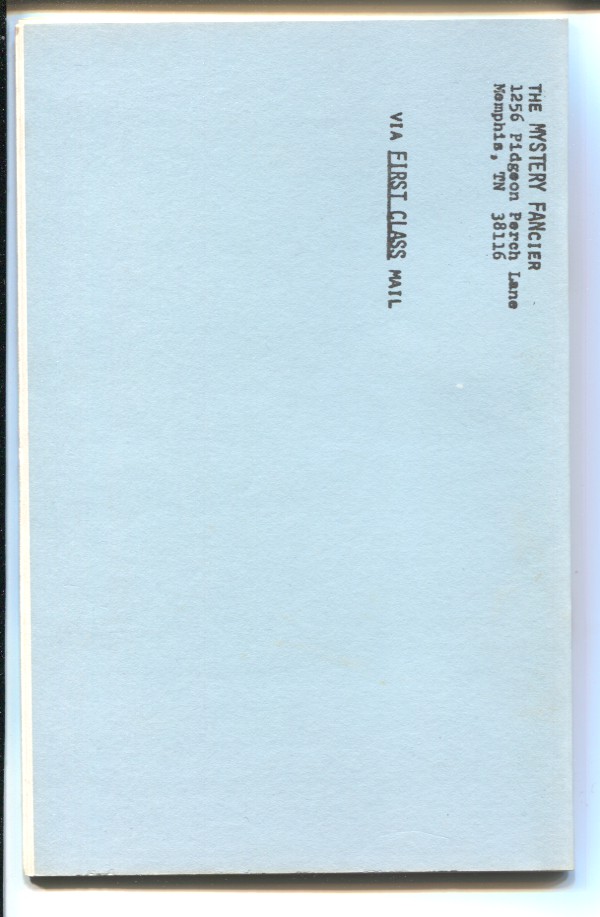 THE MYSTERY FANCIER
1256 Pidgeon Perch Lane
Memphis, TN 38116
VIA FIRST CLASS MAIL